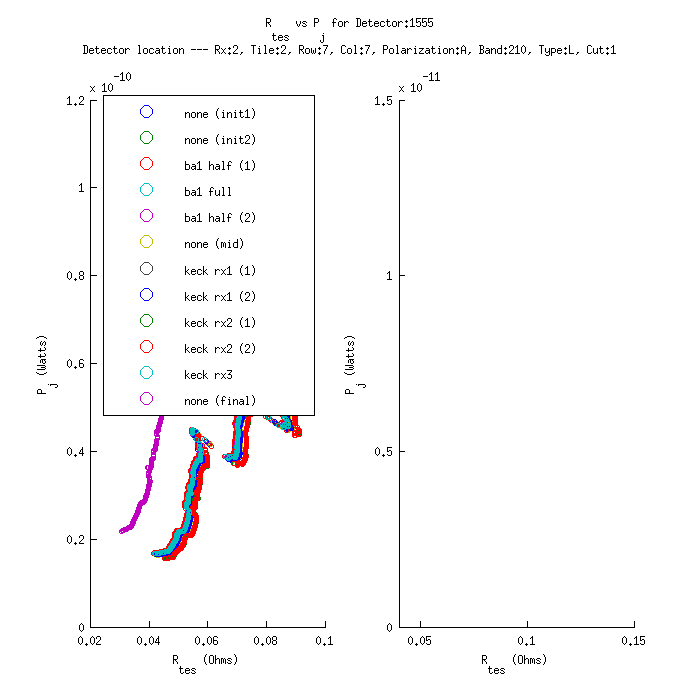 R_tes vs P_j for Detector:1555
Detector location --- Rx:2, Tile:2, Row:7, Col:7, Polarization:A, Band:210, Type:L, Cut:1
x 10^-10
x 10^-11
1.2
1
0.8
0.6
0.4
0.2
0
P_j (Watts)
none (init1)
none (init2)
ba1 half (1)
ba1 full
ba1 half (2)
none (mid)
keck rx1 (1)
keck rx1 (2)
keck rx2 (1)
keck rx2 (2)
keck rx3
none (final)
0.02 0.04 0.06 0.08 0.1
R_tes (Ohms)
1.5
1
0.5
0
P_j (Watts)
0.05 0.1 0.15
R_tes (Ohms)